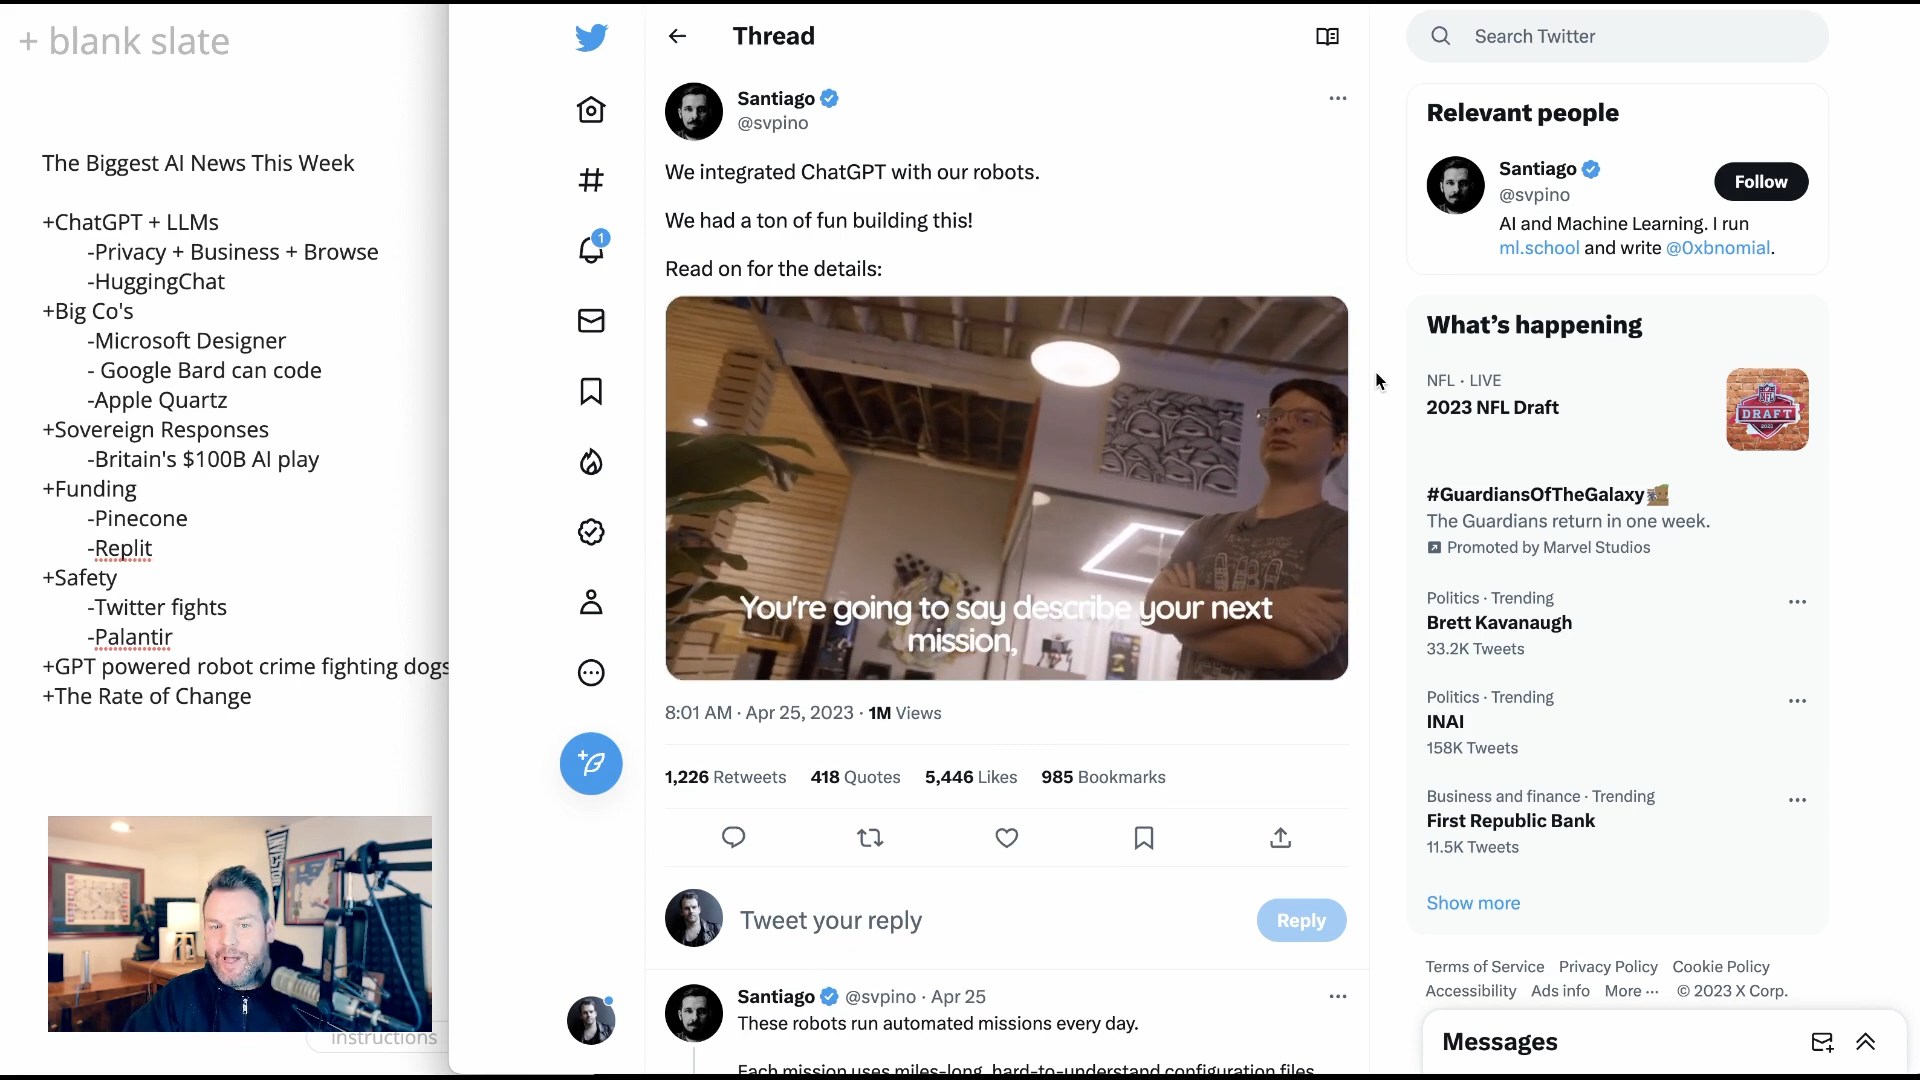 + blank slate
The Biggest AI News This Week
+ChatGPT + LLMs
-Privacy + Business + Browse
-HuggingChat
+Big Co's
-Microsoft Designer
- Google Bard can code
-Apple Quartz
+Sovereign Responses
-Britain's $100B AI play
+Funding
-Pinecone
-Replit
+Safety
-Twitter fights
-Palantir
+GPT powered robot crime fighting dogs
+The Rate of Change
instructions
1
Thread
Santiago
@svpino
We integrated ChatGPT with our robots.
We had a ton of fun building this!
Read on for the details:
You're going to say describe your next
mission,
8:01 AM · Apr 25, 2023 · 1M Views
1,226 Retweets 418 Quotes 5,446 Likes 985 Bookmarks
Tweet your reply
Reply
Santiago @svpino · Apr 25
These robots run automated missions every day.
Each mission uses miles-long, hard-to-understand configuration files
Search Twitter
Relevant people
Santiago
@svpino
Follow
AI and Machine Learning. I run
ml.school and write @0xbnomial.
What's happening
NFL · LIVE
2023 NFL Draft
DRAFT
#GuardiansOfTheGalaxy
The Guardians return in one week.
Promoted by Marvel Studios
Politics · Trending
Brett Kavanaugh
33.2K Tweets
Politics · Trending
INAI
158K Tweets
Business and finance · Trending
First Republic Bank
11.5K Tweets
Show more
Terms of Service Privacy Policy Cookie Policy
Accessibility Ads info More ··· © 2023 X Corp.
Messages